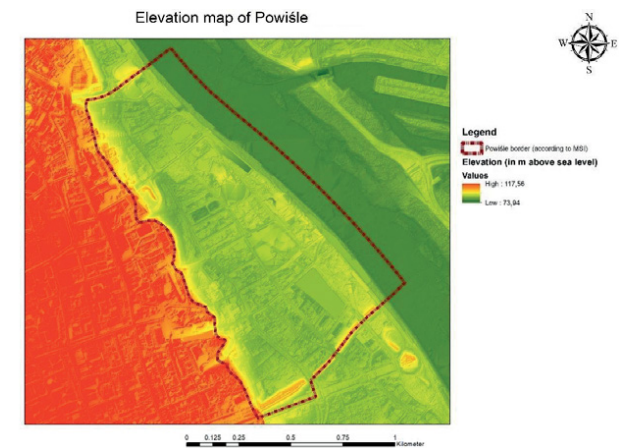 Elevation map of Powiśle
N
W E
S
Legend
Powiśle border (according to MSI)
Elevation (in m above sea level)
Values
High : 117,56
Low : 73,94
0 0.125 0.25 0.5 0.75 1
Kilometer